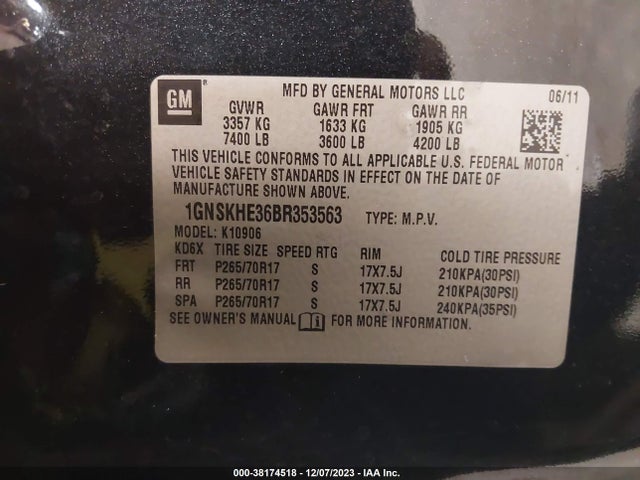 GM ®
MFD BY GENERAL MOTORS LLC 06/11
GVWR GAWR FRT GAWR RR
3357 KG 1633 KG 1905 KG
7400 LB 3600 LB 4200 LB
THIS VEHICLE CONFORMS TO ALL APPLICABLE U.S. FEDERAL MOTOR
VEHICLE SAFETY STANDARDS IN EFFECT ON THE DATE OF
MANUFACTURE SHOWN ABOVE.
1GNSKHE36BR353563 TYPE: M.P.V.
MODEL: K10906
KD6X TIRE SIZE SPEED RTG RIM COLD TIRE PRESSURE
FRT P265/70R17 S 17X7.5J 210KPA(30PSI)
RR P265/70R17 S 17X7.5J 210KPA(30PSI)
SPA P265/70R17 S 17X7.5J 240KPA(35PSI)
SEE OWNER'S MANUAL FOR MORE INFORMATION.
000-38174518 - 12/07/2023 - IAA Inc.